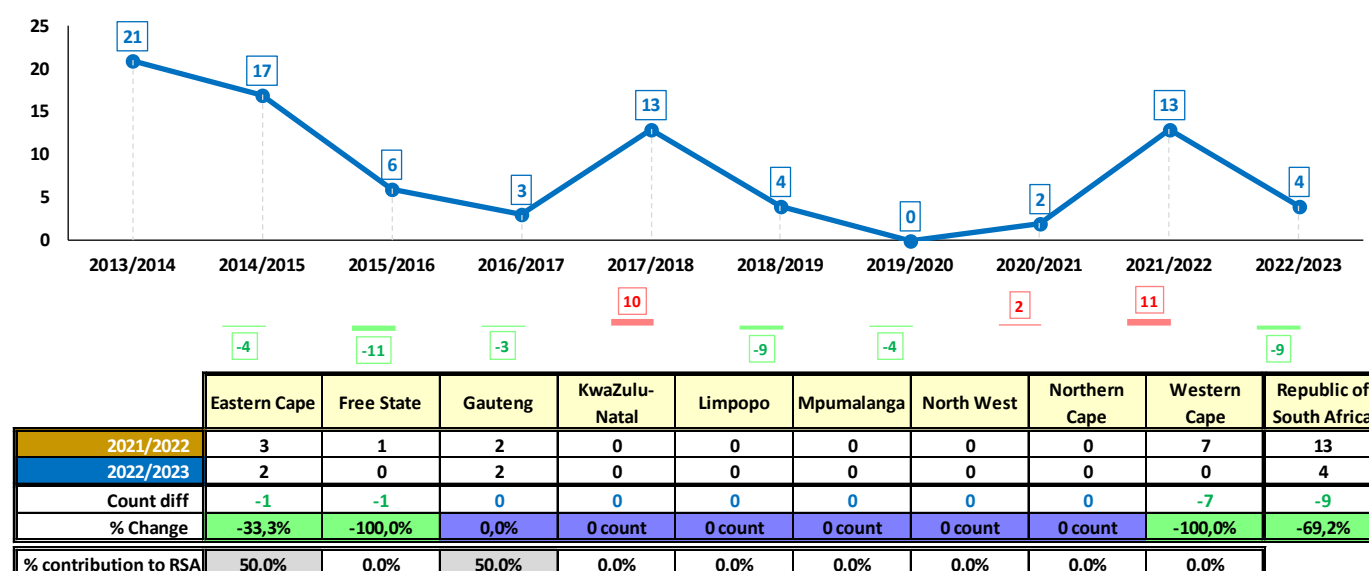 25
20
15
10
5
0
21
17
6
3
13
4
0
2
13
4
2013/2014 2014/2015 2015/2016 2016/2017 2017/2018 2018/2019 2019/2020 2020/2021 2021/2022 2022/2023
-4 -11 -3 10 -9 -4 2 11 -9
Eastern Cape Free State Gauteng KwaZulu-Natal Limpopo Mpumalanga North West Northern Cape Western Cape Republic of South Africa
2021/2022 3 1 2 0 0 0 0 0 7 13
2022/2023 2 0 2 0 0 0 0 0 0 4
Count diff -1 -1 0 0 0 0 0 0 -7 -9
% Change -33,3% -100,0% 0,0% 0 count 0 count 0 count 0 count 0 count -100,0% -69,2%
% contribution to RSA 50.0% 0.0% 50.0% 0.0% 0.0% 0.0% 0.0% 0.0% 0.0%